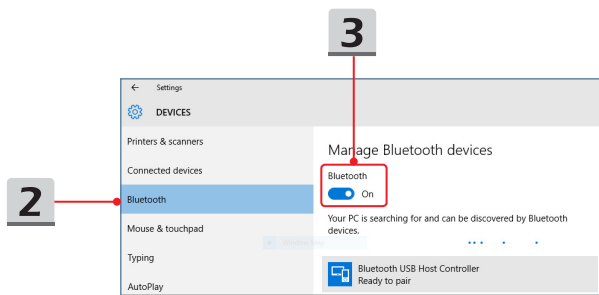 3
← Settings
DEVICES
Printers & scanners
Connected devices
Bluetooth
Mouse & touchpad
Typing
AutoPlay
2
Manage Bluetooth devices
Bluetooth
On
Your PC is searching for and can be discovered by Bluetooth
devices.
Bluetooth USB Host Controller
Ready to pair